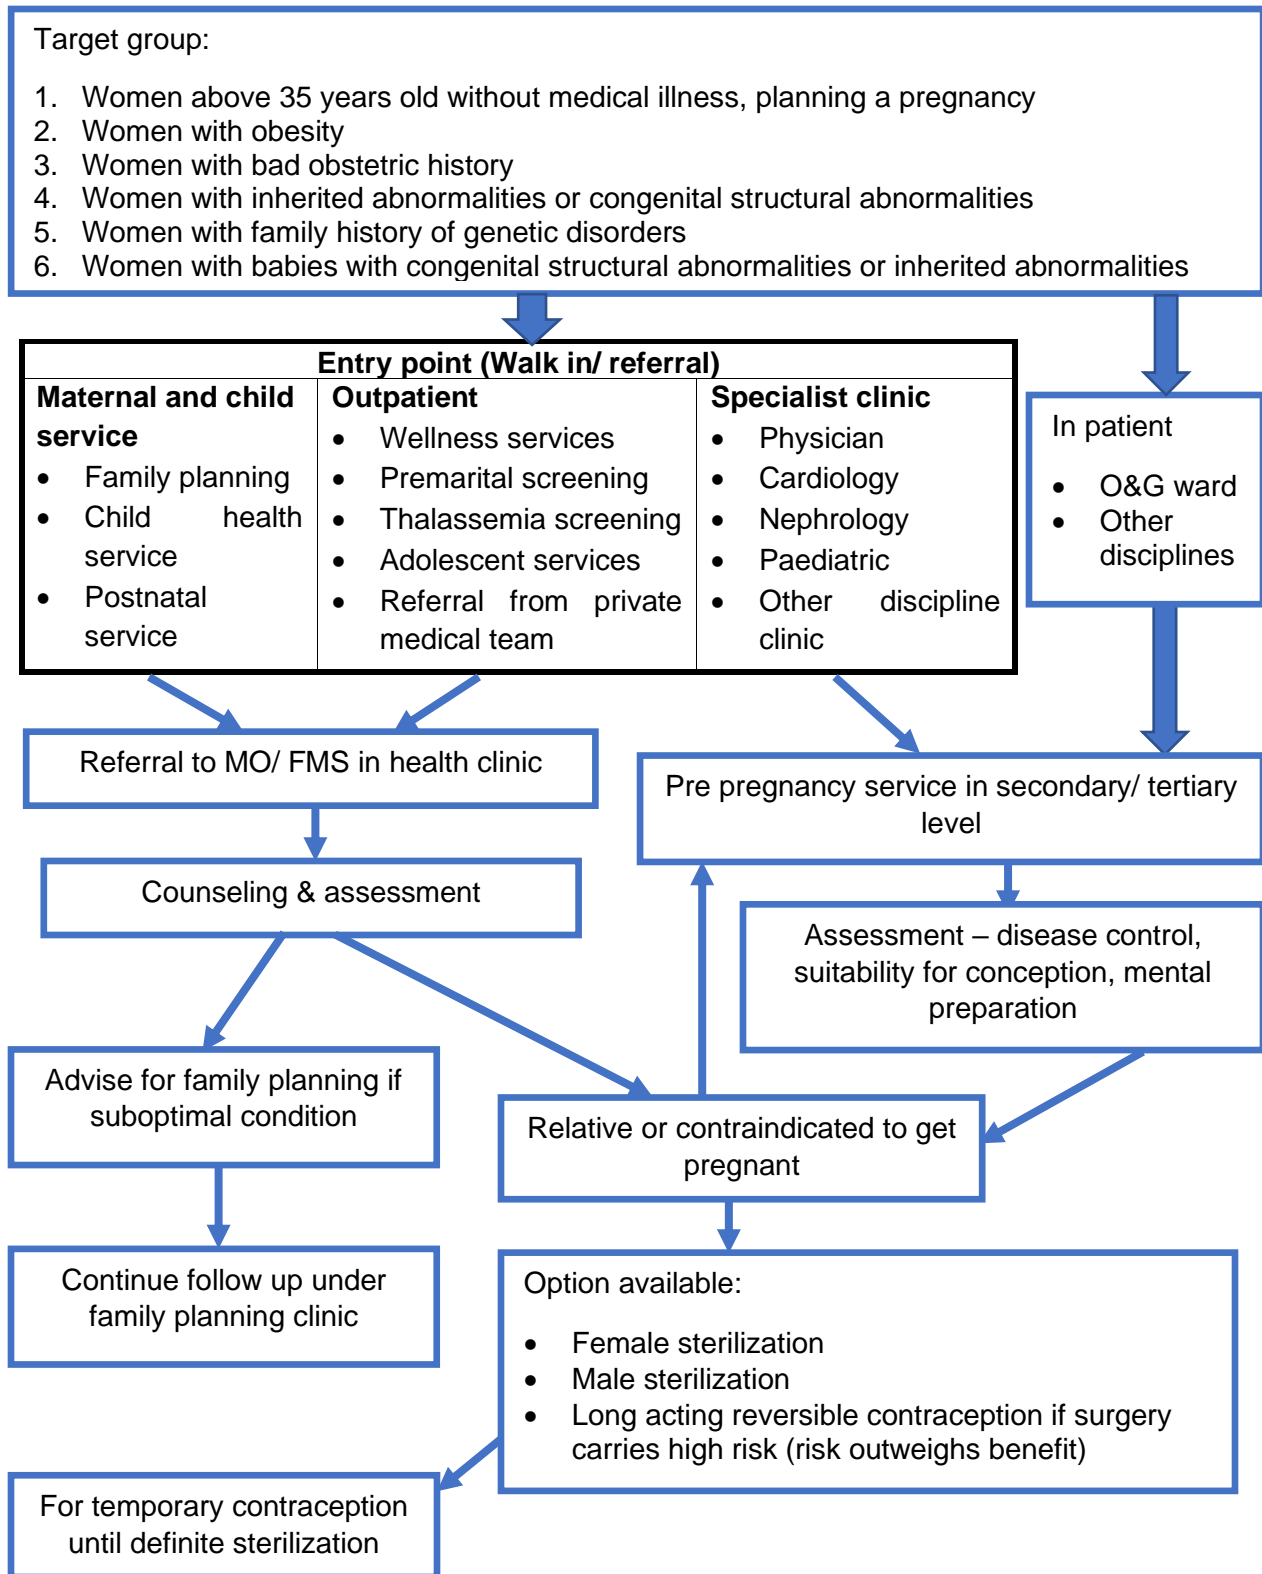 Target group:
1. Women above 35 years old without medical illness, planning a pregnancy
2. Women with obesity
3. Women with bad obstetric history
4. Women with inherited abnormalities or congenital structural abnormalities
5. Women with family history of genetic disorders
6. Women with babies with congenital structural abnormalities or inherited abnormalities
Entry point (Walk in/ referral)
Maternal and child
service
• Family planning
• Child health
service
• Postnatal
service
Outpatient
• Wellness services
• Premarital screening
• Thalassemia screening
• Adolescent services
• Referral from private
medical team
Specialist clinic
• Physician
• Cardiology
• Nephrology
• Paediatric
• Other discipline
clinic
In patient
• O&G ward
• Other
disciplines
Referral to MO/ FMS in health clinic
Pre pregnancy service in secondary/ tertiary
level
Counseling & assessment
Assessment – disease control,
suitability for conception, mental
preparation
Advise for family planning if
suboptimal condition
Relative or contraindicated to get
pregnant
Continue follow up under
family planning clinic
Option available:
• Female sterilization
• Male sterilization
• Long acting reversible contraception if surgery
carries high risk (risk outweighs benefit)
For temporary contraception
until definite sterilization